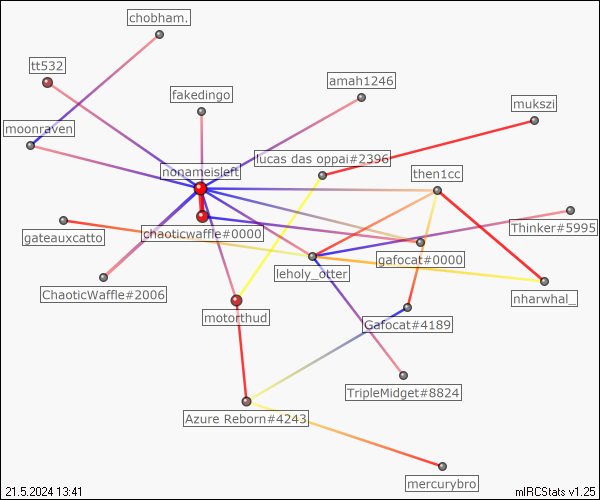 chobham.
tt532
amah1246
fakedingo
mukszi
moonraven
lucas das oppai#2396
nonameisleft
then1cc
Thinker#5995
chaoticwaffle#0000
gateauxcatto
gafocat#0000
leholy_otter
ChaoticWaffle#2006
nharwhal_
motorthud
Gafocat#4189
TripleMidget#8824
Azure Reborn#4243
mercurybro
21.5.2024 13:41
mIRCStats v1.25